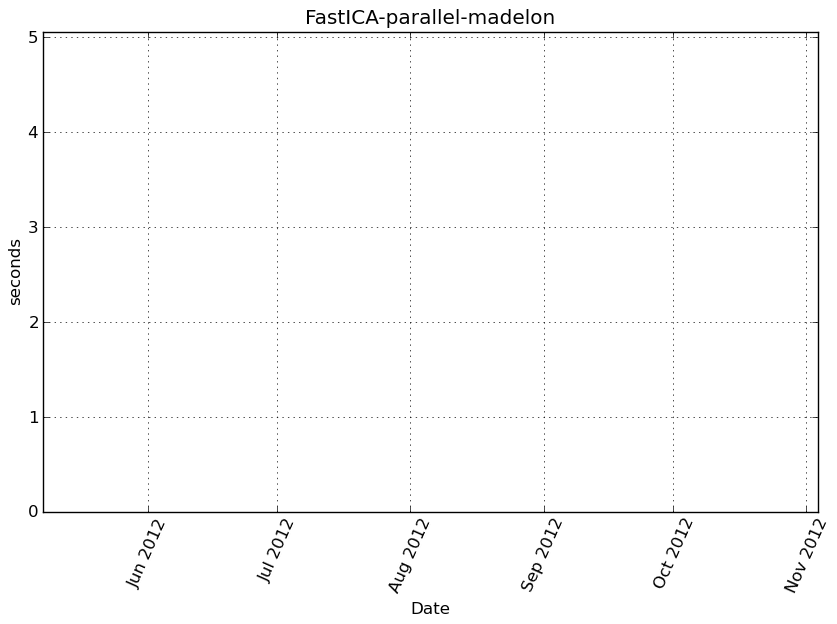 FastICA-parallel-madelon
5
4
3
2
1
0
seconds
Jun 2012
Jul 2012
Aug 2012
Sep 2012
Oct 2012
Nov 2012
Date